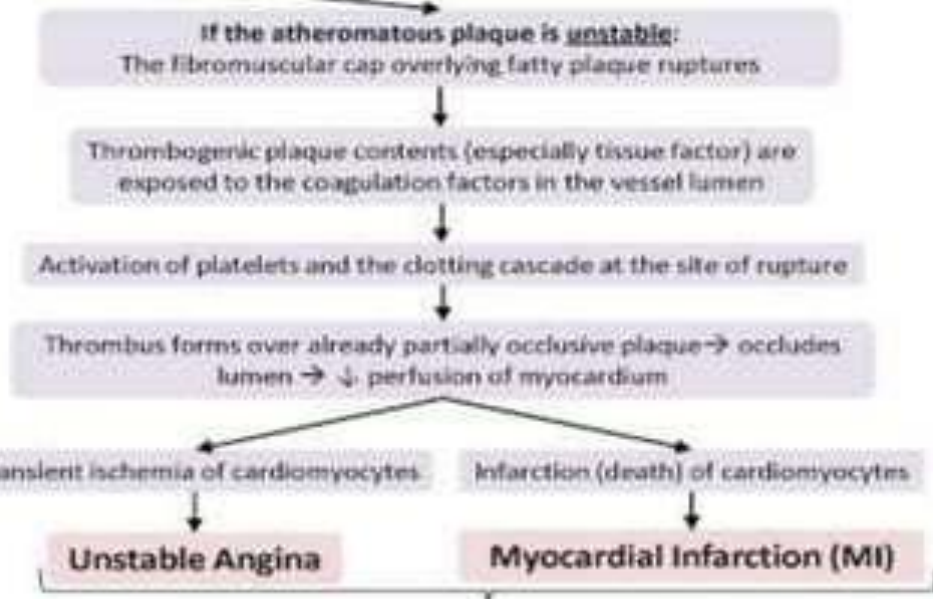 If the atheromatous plaque is unstable:
The fibromuscular cap overlying fatty plaque ruptures
Thrombogenic plaque contents (especially tissue factor) are
exposed to the coagulation factors in the vessel lumen
Activation of platelets and the clotting cascade at the site of rupture
Thrombus forms over already partially occlusive plaque→ occludes
lumen → ↓ perfusion of myocardium
ansient ischemia of cardiomyocytes
Infarction (death) of cardiomyocytes
Unstable Angina
Myocardial Infarction (MI)